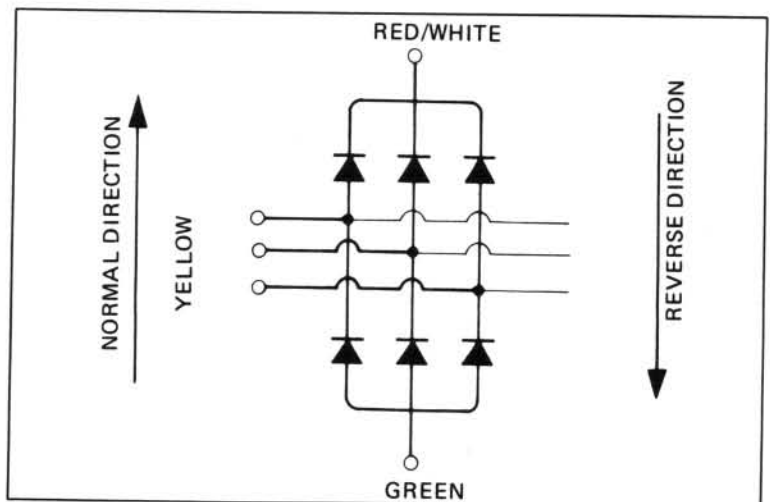 RED/WHITE
NORMAL DIRECTION
YELLOW
REVERSE DIRECTION
GREEN